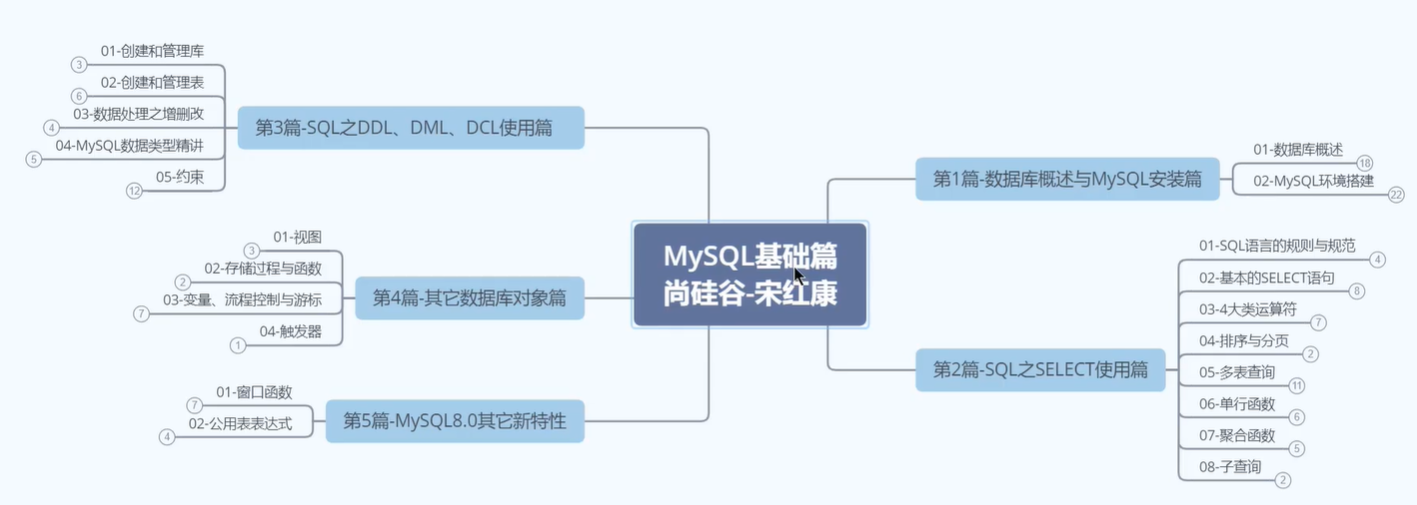 MySQL基础篇
尚硅谷-宋红康
第1篇-数据库概述与MySQL安装篇
01-数据库概述
18
02-MySQL环境搭建
22
第2篇-SQL之SELECT使用篇
01-SQL语言的规则与规范
4
02-基本的SELECT语句
8
03-4大类运算符
7
04-排序与分页
2
05-多表查询
11
06-单行函数
6
07-聚合函数
5
08-子查询
2
第3篇-SQL之DDL、DML、DCL使用篇
01-创建和管理库
3
02-创建和管理表
6
03-数据处理之增删改
4
04-MySQL数据类型精讲
5
05-约束
12
第4篇-其它数据库对象篇
01-视图
3
02-存储过程与函数
2
03-变量、流程控制与游标
7
04-触发器
1
第5篇-MySQL8.0其它新特性
01-窗口函数
7
02-公用表表达式
4